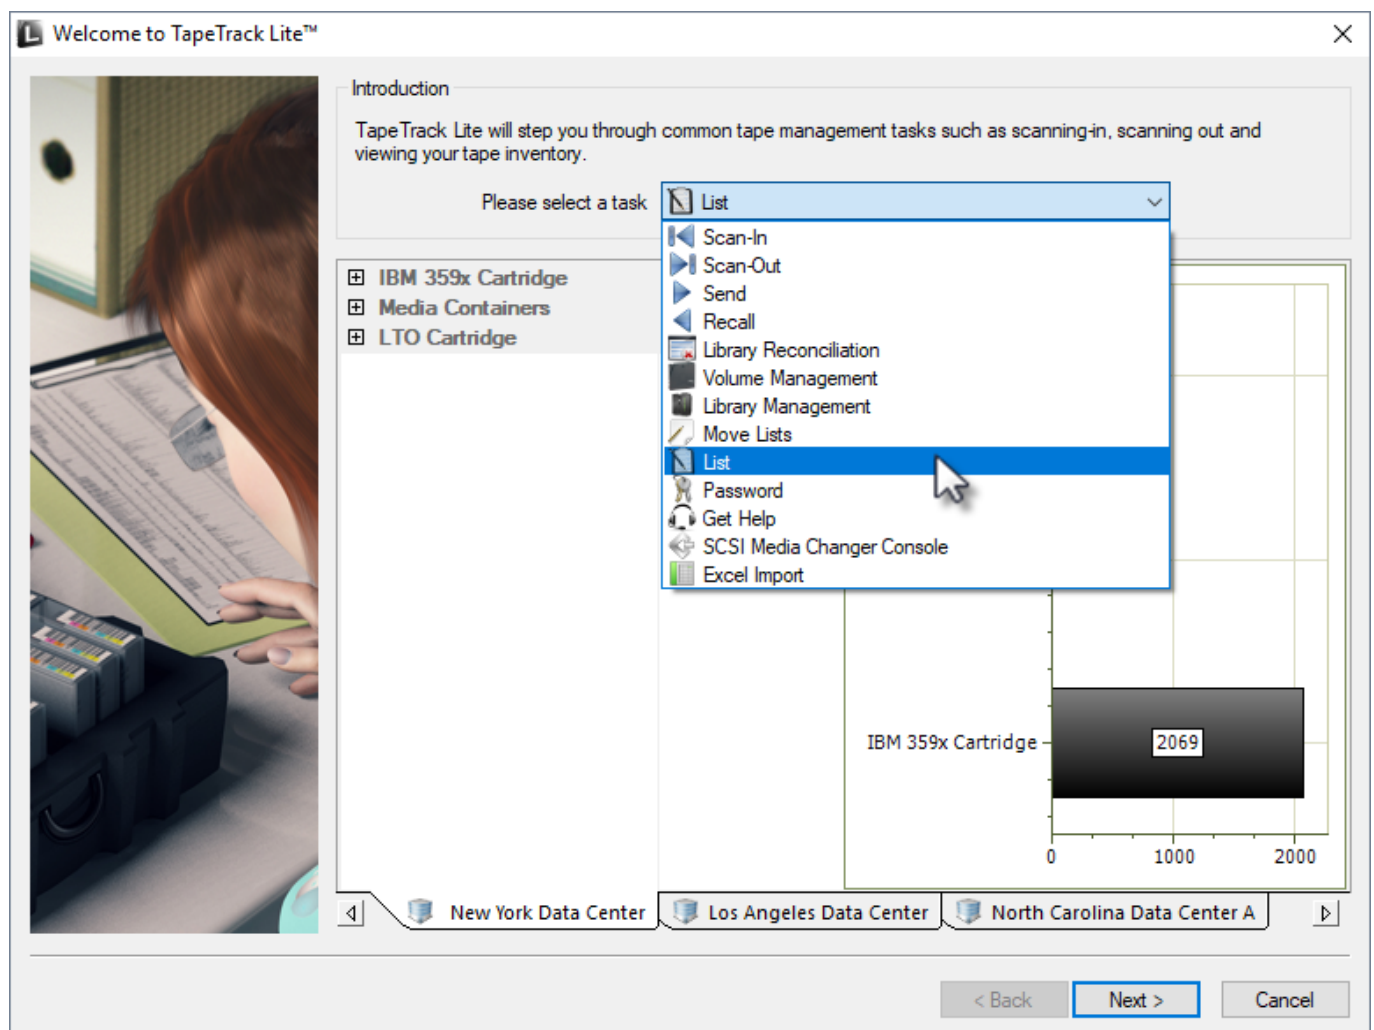 Welcome to TapeTrack Lite™
Introduction
TapeTrack Lite will step you through common tape management tasks such as scanning-in, scanning out and
viewing your tape inventory.
Please select a task
List
Scan-In
Scan-Out
Send
Recall
Library Reconciliation
Volume Management
Library Management
Move Lists
List
Password
Get Help
SCSI Media Changer Console
Excel Import
IBM 359x Cartridge
Media Containers
LTO Cartridge
IBM 359x Cartridge
2069
0 1000 2000
New York Data Center
Los Angeles Data Center
North Carolina Data Center A
< Back
Next >
Cancel